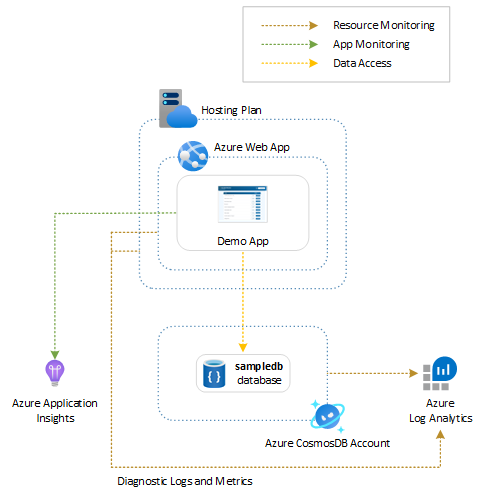 Resource Monitoring
App Monitoring
Data Access
Hosting Plan
Azure Web App
Demo App
sampledb
database
Azure Application
Insights
Azure
Log Analytics
Azure CosmosDB Account
Diagnostic Logs and Metrics